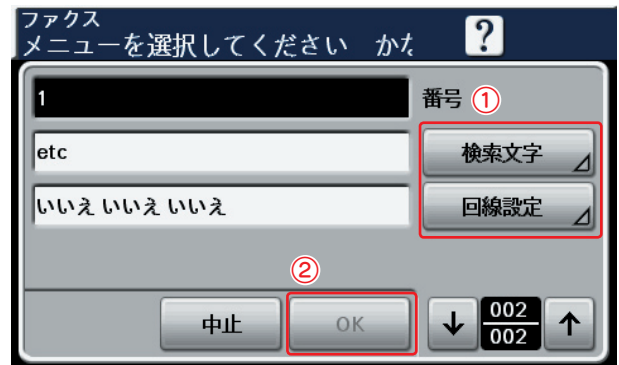 ファクス
メニューを選択してください かな
?
1
番号 ①
etc
検索文字
いいえ いいえ いいえ
回線設定
②
中止
OK
↓
002
002
↑